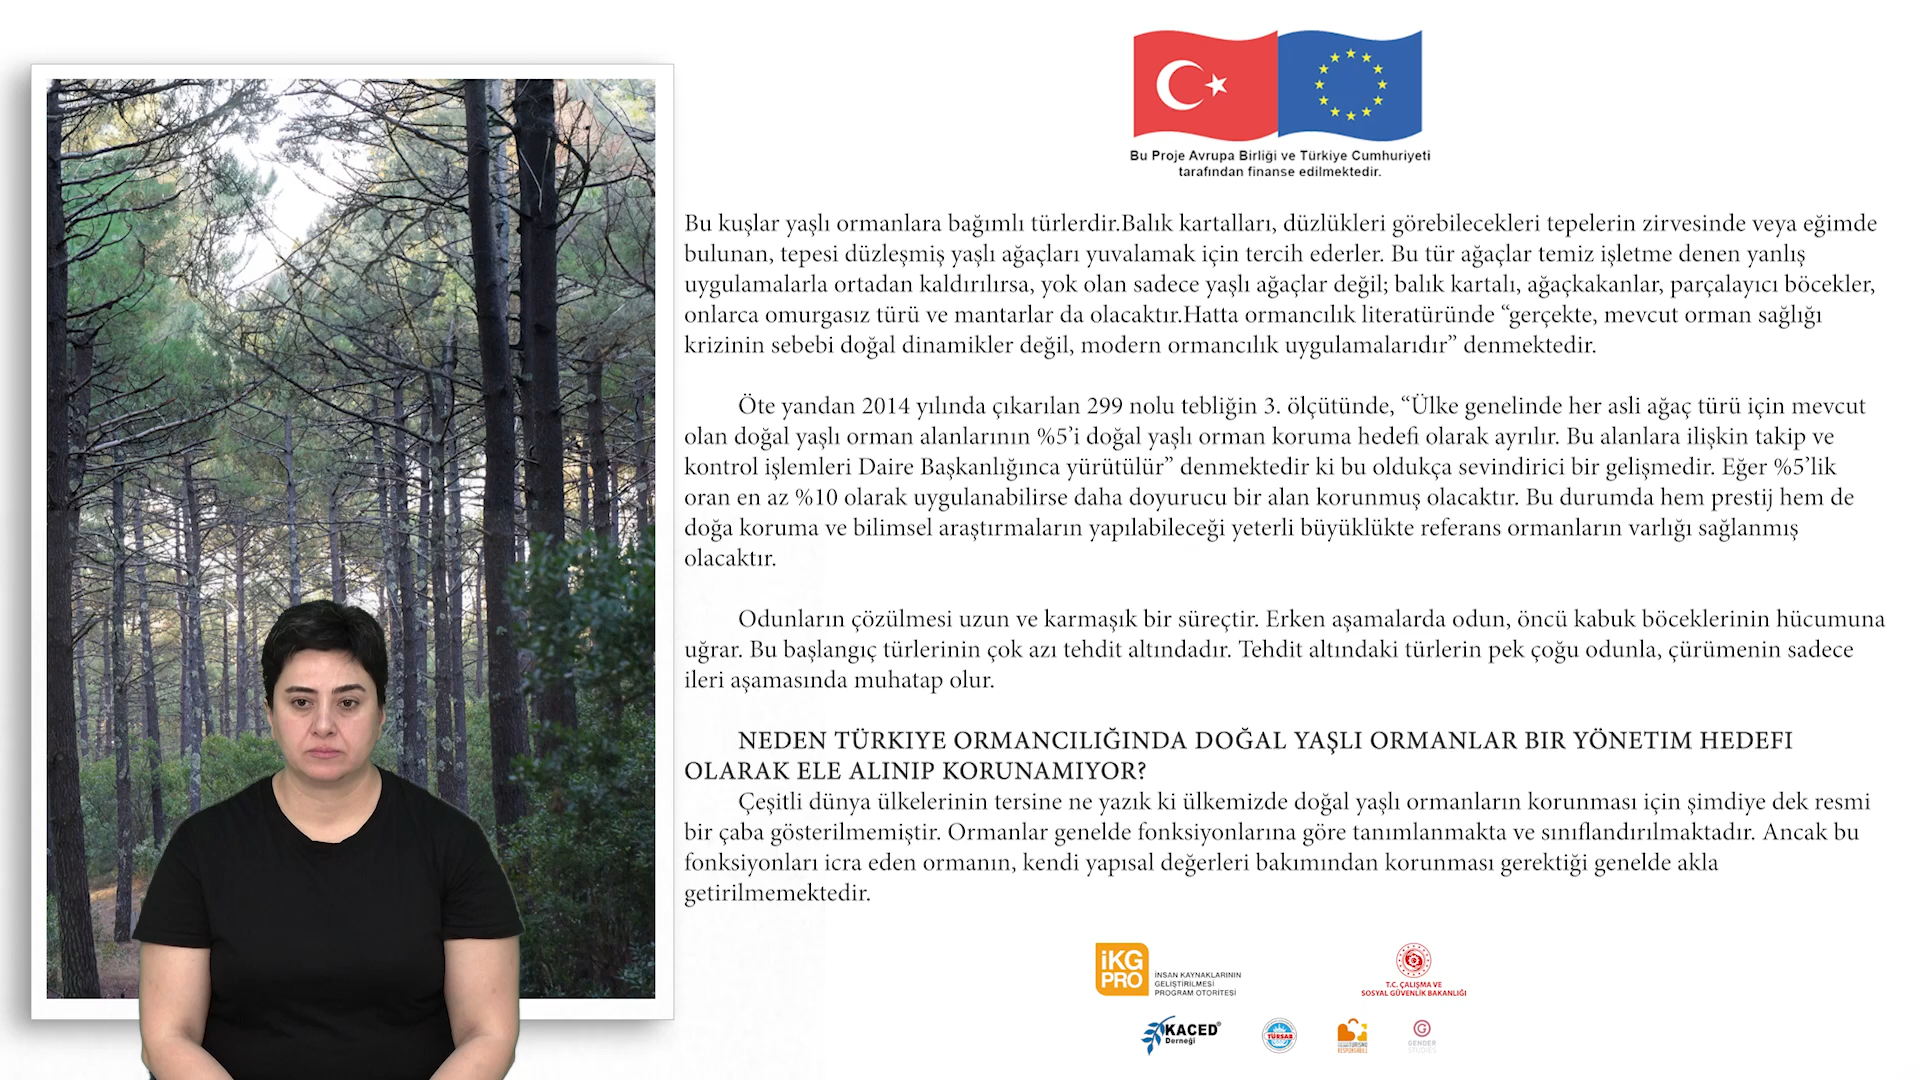 Bu Proje Avrupa Birliği ve Türkiye Cumhuriyeti
tarafından finanse edilmektedir.
Bu kuşlar yaşlı ormanlara bağımlı türlerdir.Balık kartalları, düzlükleri görebilecekleri tepelerin zirvesinde veya eğimde
bulunan, tepesi düzleşmiş yaşlı ağaçları yuvalamak için tercih ederler. Bu tür ağaçlar temiz işletme denen yanlış
uygulamalarla ortadan kaldırılırsa, yok olan sadece yaşlı ağaçlar değil; balık kartalı, ağaçkakanlar, parçalayıcı böcekler,
onlarca omurgasız türü ve mantarlar da olacaktır.Hatta ormancılık literatüründe “gerçekte, mevcut orman sağlığı
krizinin sebebi doğal dinamikler değil, modern ormancılık uygulamalarıdır” denmektedir.
Öte yandan 2014 yılında çıkarılan 299 nolu tebliğin 3. ölçütünde, “Ülke genelinde her asli ağaç türü için mevcut
olan doğal yaşlı orman alanlarının %5’i doğal yaşlı orman koruma hedefi olarak ayrılır. Bu alanlara ilişkin takip ve
kontrol işlemleri Daire Başkanlığınca yürütülür” denmektedir ki bu oldukça sevindirici bir gelişmedir. Eğer %5’lik
oran en az %10 olarak uygulanabilirse daha doyurucu bir alan korunmuş olacaktır. Bu durumda hem prestij hem de
doğa koruma ve bilimsel araştırmaların yapılabileceği yeterli büyüklükte referans ormanların varlığı sağlanmış
olacaktır.
Odunların çözülmesi uzun ve karmaşık bir süreçtir. Erken aşamalarda odun, öncü kabuk böceklerinin hücumuna
uğrar. Bu başlangıç türlerinin çok azı tehdit altındadır. Tehdit altındaki türlerin pek çoğu odunla, çürümenin sadece
ileri aşamasında muhatap olur.
NEDEN TÜRKIYE ORMANCILIĞINDA DOĞAL YAŞLI ORMANLAR BIR YÖNETIM HEDEFI
OLARAK ELE ALINIP KORUNAMIYOR?
Çeşitli dünya ülkelerinin tersine ne yazık ki ülkemizde doğal yaşlı ormanların korunması için şimdiye dek resmi
bir çaba gösterilmemiştir. Ormanlar genelde fonksiyonlarına göre tanımlanmakta ve sınıflandırılmaktadır. Ancak bu
fonksiyonları icra eden ormanın, kendi yapısal değerleri bakımından korunması gerektiği genelde akla
getirilmemektedir.
iKG
PRO
İNSAN KAYNAKLARININ
GELİŞTİRİLMESİ
PROGRAM OTORİTESİ
T.C. ÇALIŞMA VE
SOSYAL GÜVENLİK BAKANLIĞI
KACED®
Derneği
TÜRSAB
RESPONSABILE
GENDER
STUDIES